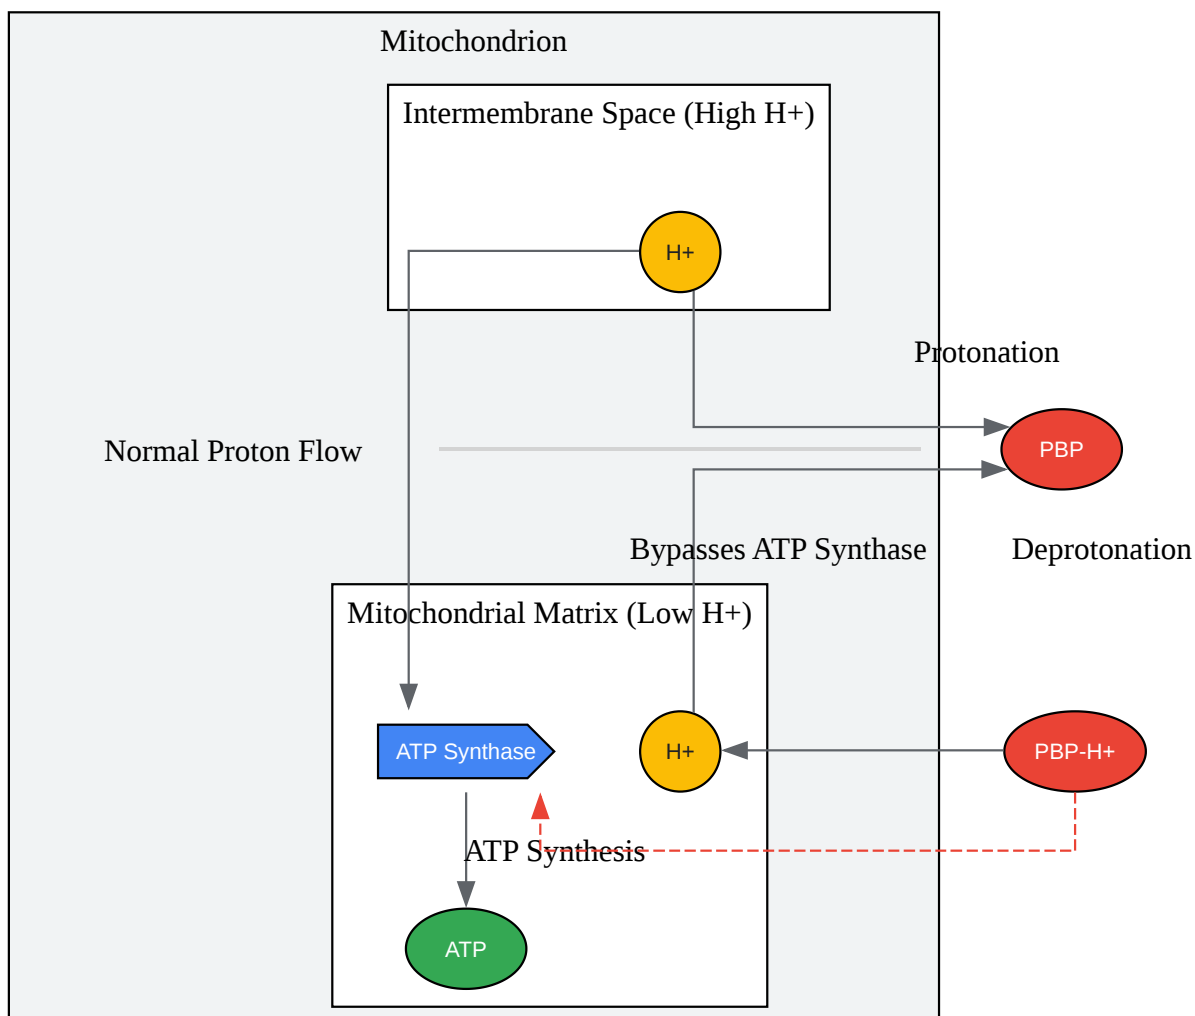 Mitochondrion
Intermembrane Space (High H+)
H+
Protonation
Normal Proton Flow
PBP
Bypasses ATP Synthase
Deprotonation
Mitochondrial Matrix (Low H+)
ATP Synthase
H+
PBP-H+
ATP Synthesis
ATP